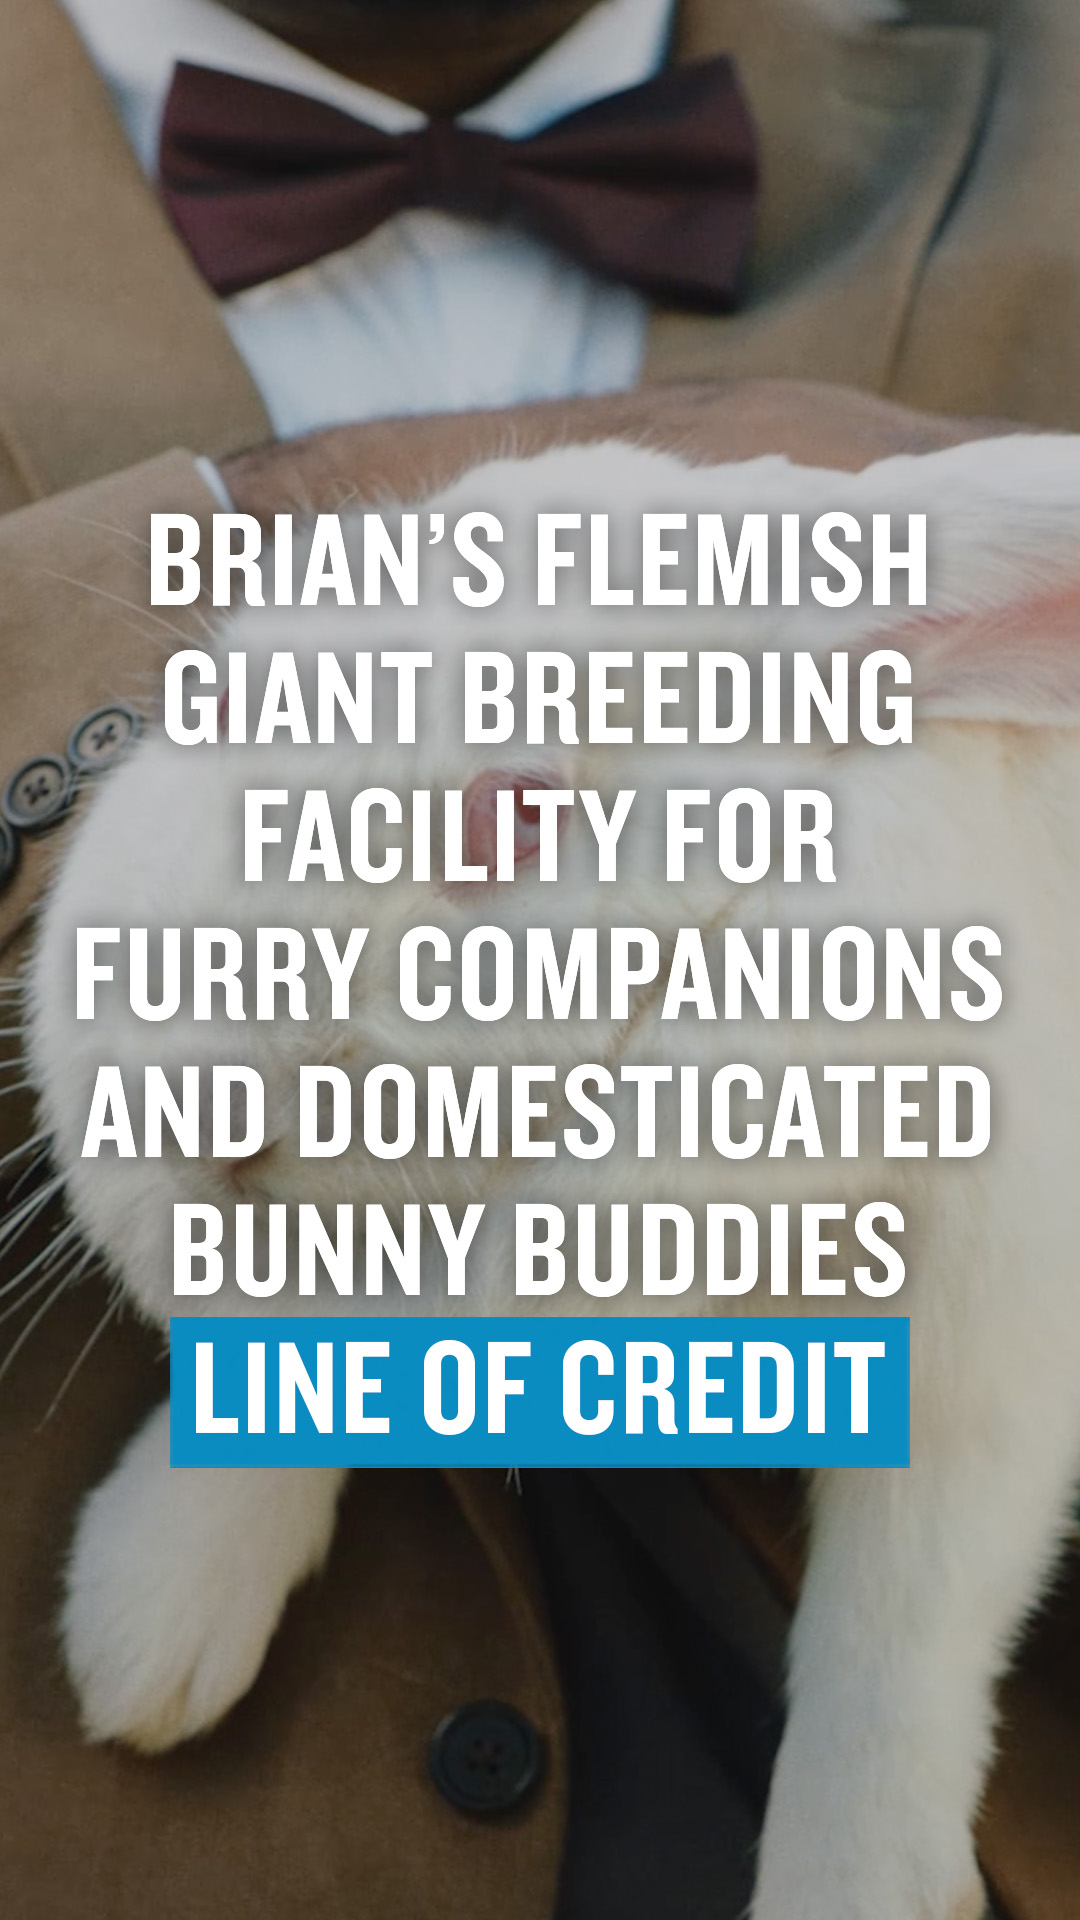 BRIAN’S FLEMISH
GIANT BREEDING
FACILITY FOR
FURRY COMPANIONS
AND DOMESTICATED
BUNNY BUDDIES
LINE OF CREDIT